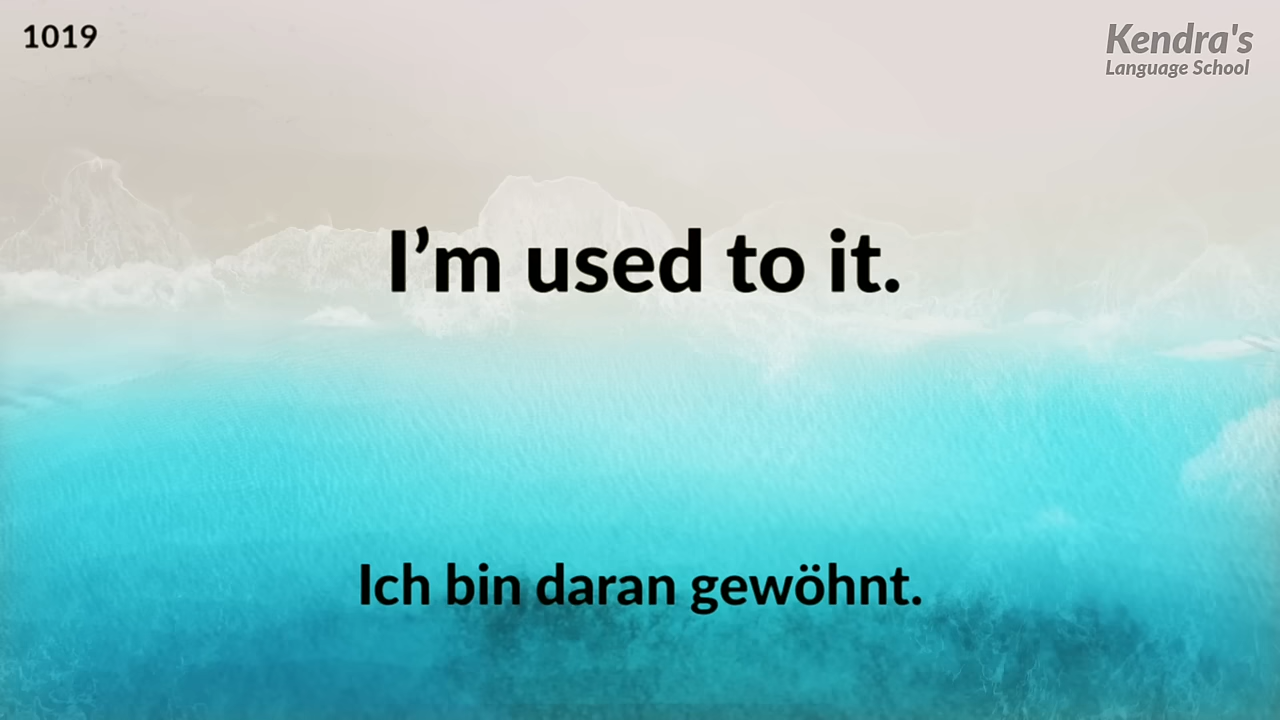 1019
Kendra's
Language School
I’m used to it.
Ich bin daran gewöhnt.